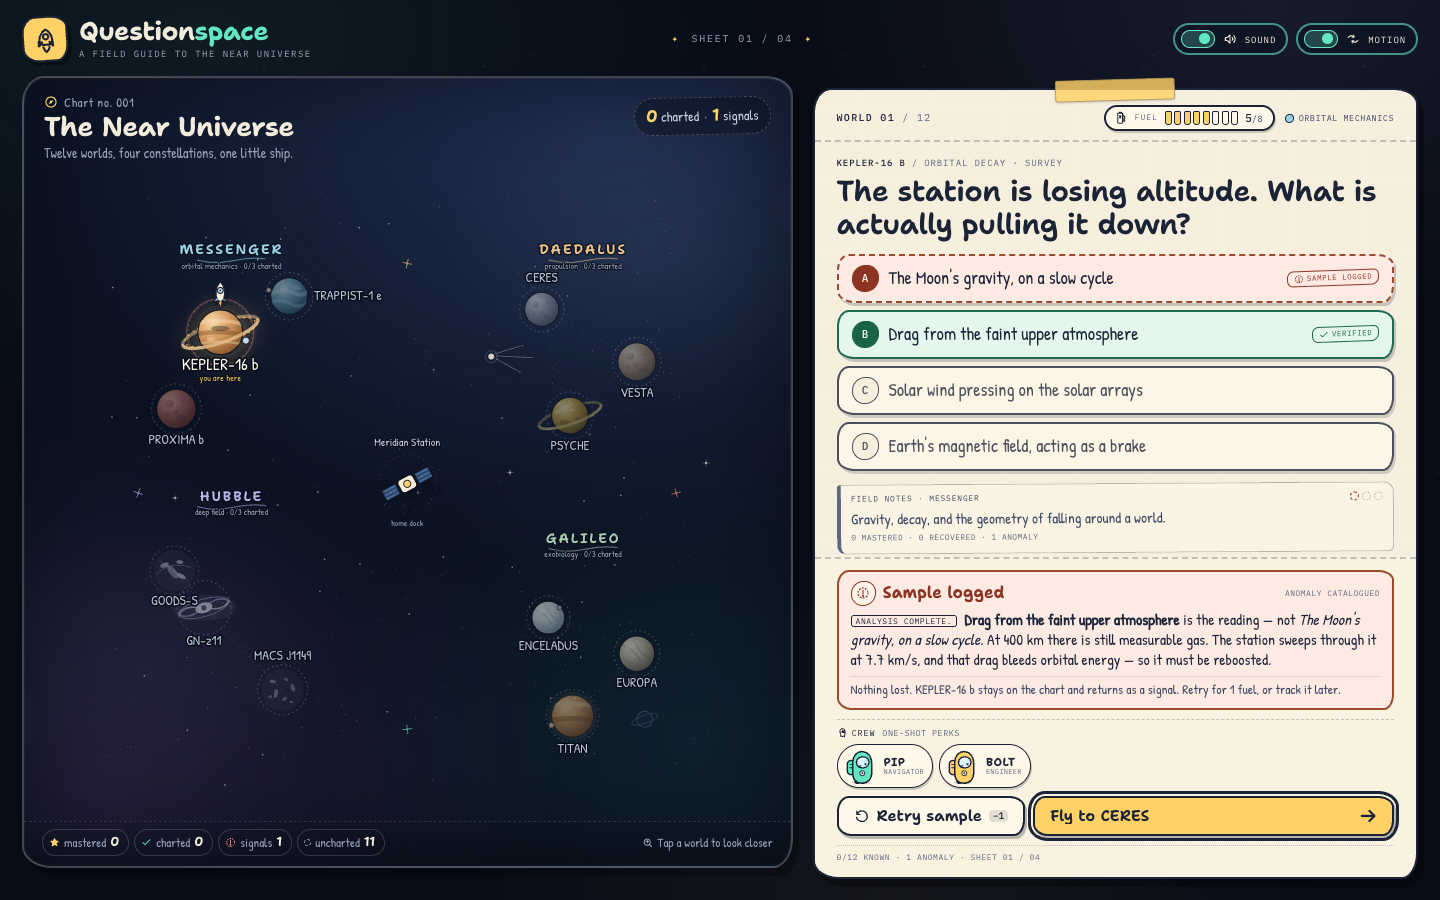 Questionspace
A FIELD GUIDE TO THE NEAR UNIVERSE
SHEET 01 / 04
SOUND
MOTION
Chart no. 001
The Near Universe
Twelve worlds, four constellations, one little ship.
0 charted · 1 signals
MESSENGER
orbital mechanics · 0/3 charted
TRAPPIST-1 e
KEPLER-16 b
you are here
PROXIMA b
DAEDALUS
propulsion · 0/3 charted
CERES
VESTA
PSYCHE
Meridian Station
home dock
HUBBLE
deep field · 0/3 charted
GOODS-S
GN-z11
MACS J1149
GALILEO
exobiology · 0/3 charted
ENCELADUS
EUROPA
TITAN
mastered 0
charted 0
signals 1
uncharted 11
Tap a world to look closer
WORLD 01 / 12
FUEL 5/8
ORBITAL MECHANICS
KEPLER-16 B / ORBITAL DECAY · SURVEY
The station is losing altitude. What is
actually pulling it down?
A The Moon's gravity, on a slow cycle SAMPLE LOGGED
B Drag from the faint upper atmosphere VERIFIED
C Solar wind pressing on the solar arrays
D Earth's magnetic field, acting as a brake
FIELD NOTES · MESSENGER
Gravity, decay, and the geometry of falling around a world.
0 MASTERED · 0 RECOVERED · 1 ANOMALY
Sample logged
ANOMALY CATALOGUED
ANALYSIS COMPLETE. Drag from the faint upper atmosphere is the reading — not The Moon's
gravity, on a slow cycle. At 400 km there is still measurable gas. The station sweeps through it
at 7.7 km/s, and that drag bleeds orbital energy — so it must be reboosted.
Nothing lost. KEPLER-16 b stays on the chart and returns as a signal. Retry for 1 fuel, or track it later.
CREW ONE-SHOT PERKS
PIP
NAVIGATOR
BOLT
ENGINEER
Retry sample −1
Fly to CERES
0/12 KNOWN · 1 ANOMALY · SHEET 01 / 04